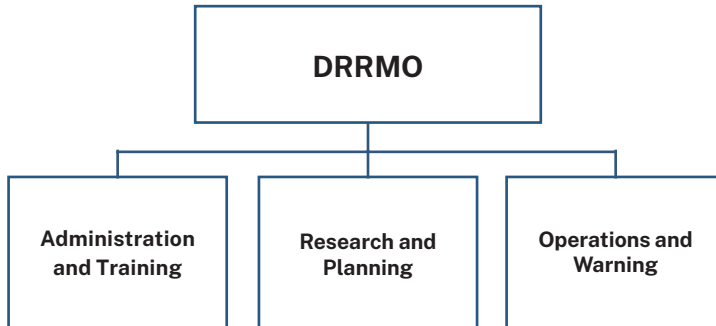 DRRMO
Administration
and Training
Research and
Planning
Operations and
Warning